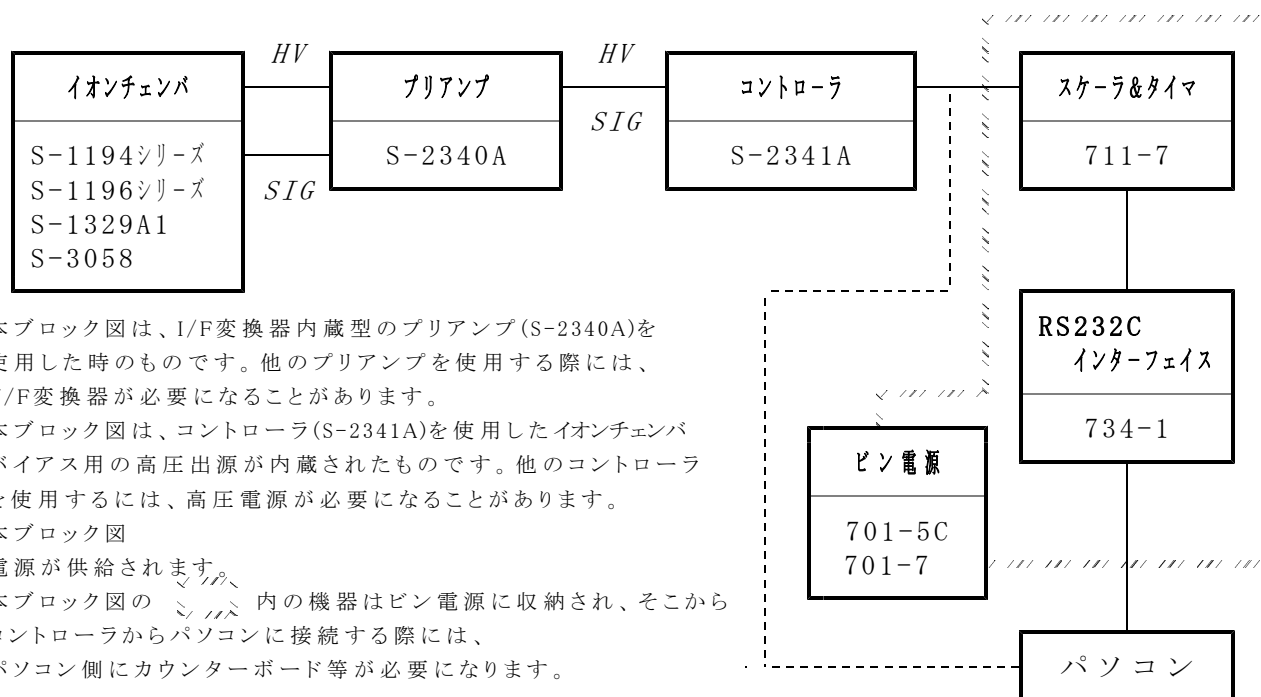 HV
HV
イオンチェンバ
プリアンプ
コントローラ
スケーラ&タイマ
SIG
S-1194シリーズ
S-1196シリーズ
S-1329A1
S-3058
S-2340A
S-2341A
711-7
SIG
本ブロック図は、I/F変換器内蔵型のプリアンプ(S-2340A)を
使用した時のものです。他のプリアンプを使用する際には、
I/F変換器が必要になることがあります。
本ブロック図は、コントローラ(S-2341A)を使用したイオンチェンバ
バイアス用の高圧出源が内蔵されたものです。他のコントローラ
を使用するには、高圧電源が必要になることがあります。
本ブロック図
電源が供給されます。
本ブロック図の 内の機器はビン電源に収納され、そこから
コントローラからパソコンに接続する際には、
パソコン側にカウンターボード等が必要になります。
RS232C
インターフェイス
734-1
ビン電源
701-5C
701-7
パソコン